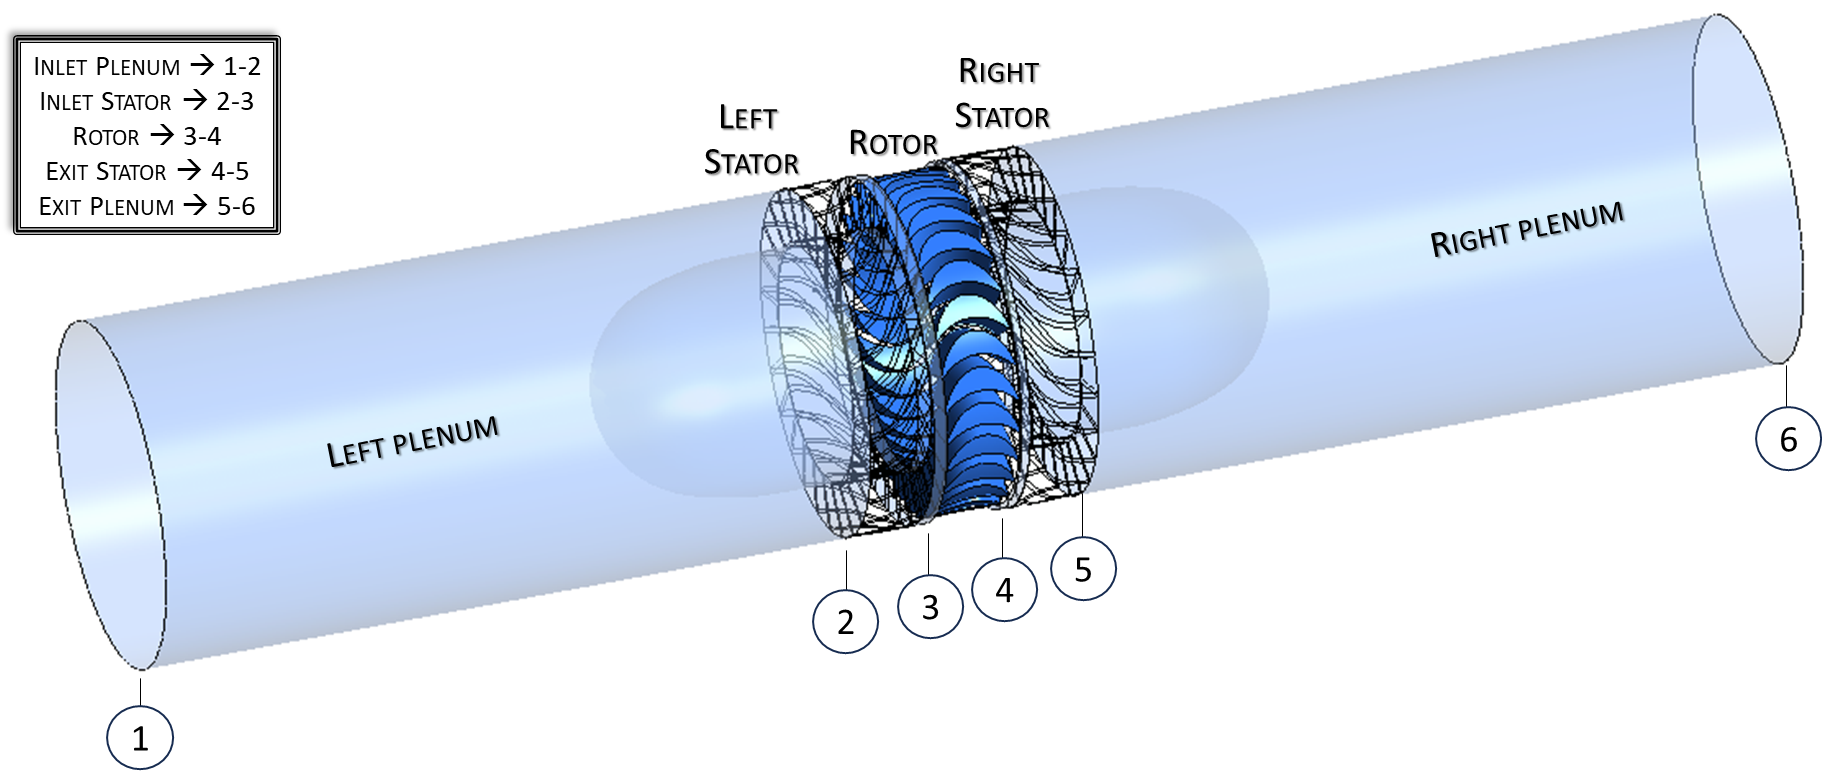 Inlet Plenum → 1-2
Inlet Stator → 2-3
Rotor → 3-4
Exit Stator → 4-5
Exit Plenum → 5-6
Left
Stator
Rotor
Right
Stator
Left plenum
Right plenum
1
2
3
4
5
6